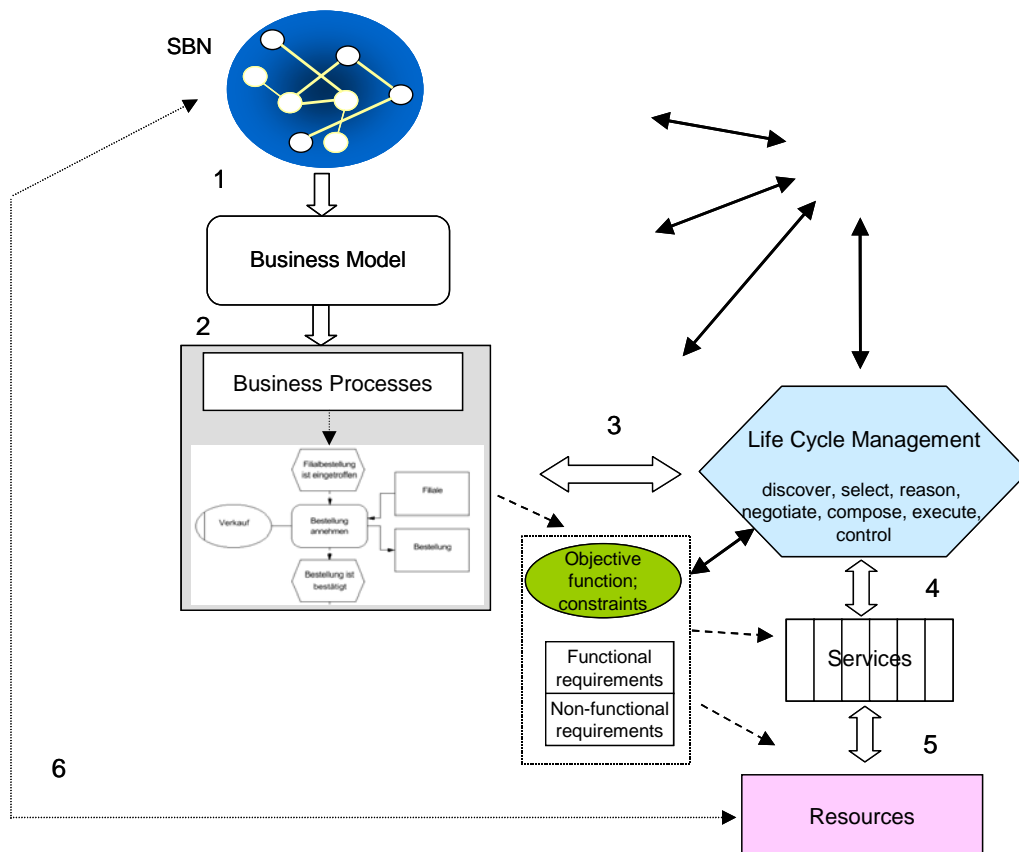 SBN
1
Business Model
2
Business Processes
Filialbestellung
ist eingetroffen
Filiale
Verkauf
Bestellung
annehmen
Bestellung
Bestellung ist
bestätigt
3
Life Cycle Management
discover, select, reason,
negotiate, compose, execute,
control
Objective
function;
constraints
4
Functional
requirements
Non-functional
requirements
Services
5
6
Resources